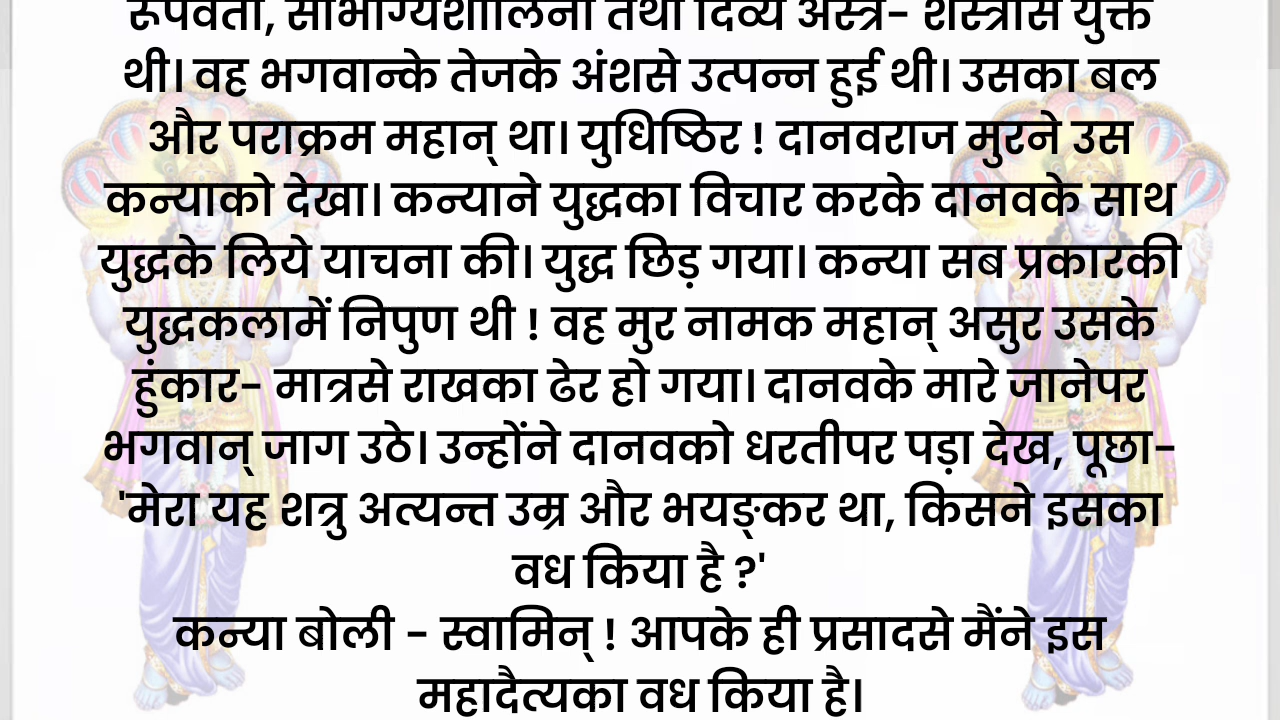 रूपवती, सौभाग्यशालिनी तथा दिव्य अस्त्र- शस्त्रोंसे युक्त
थी। वह भगवान्के तेजके अंशसे उत्पन्न हुई थी। उसका बल
और पराक्रम महान् था। युधिष्ठिर ! दानवराज मुरने उस
कन्याको देखा। कन्याने युद्धका विचार करके दानवके साथ
युद्धके लिये याचना की। युद्ध छिड़ गया। कन्या सब प्रकारकी
युद्धकलामें निपुण थी ! वह मुर नामक महान् असुर उसके
हुंकार- मात्रसे राखका ढेर हो गया। दानवके मारे जानेपर
भगवान् जाग उठे। उन्होंने दानवको धरतीपर पड़ा देख, पूछा-
'मेरा यह शत्रु अत्यन्त उम्र और भयङ्कर था, किसने इसका
वध किया है ?'
कन्या बोली - स्वामिन् ! आपके ही प्रसादसे मैंने इस
महादैत्यका वध किया है।